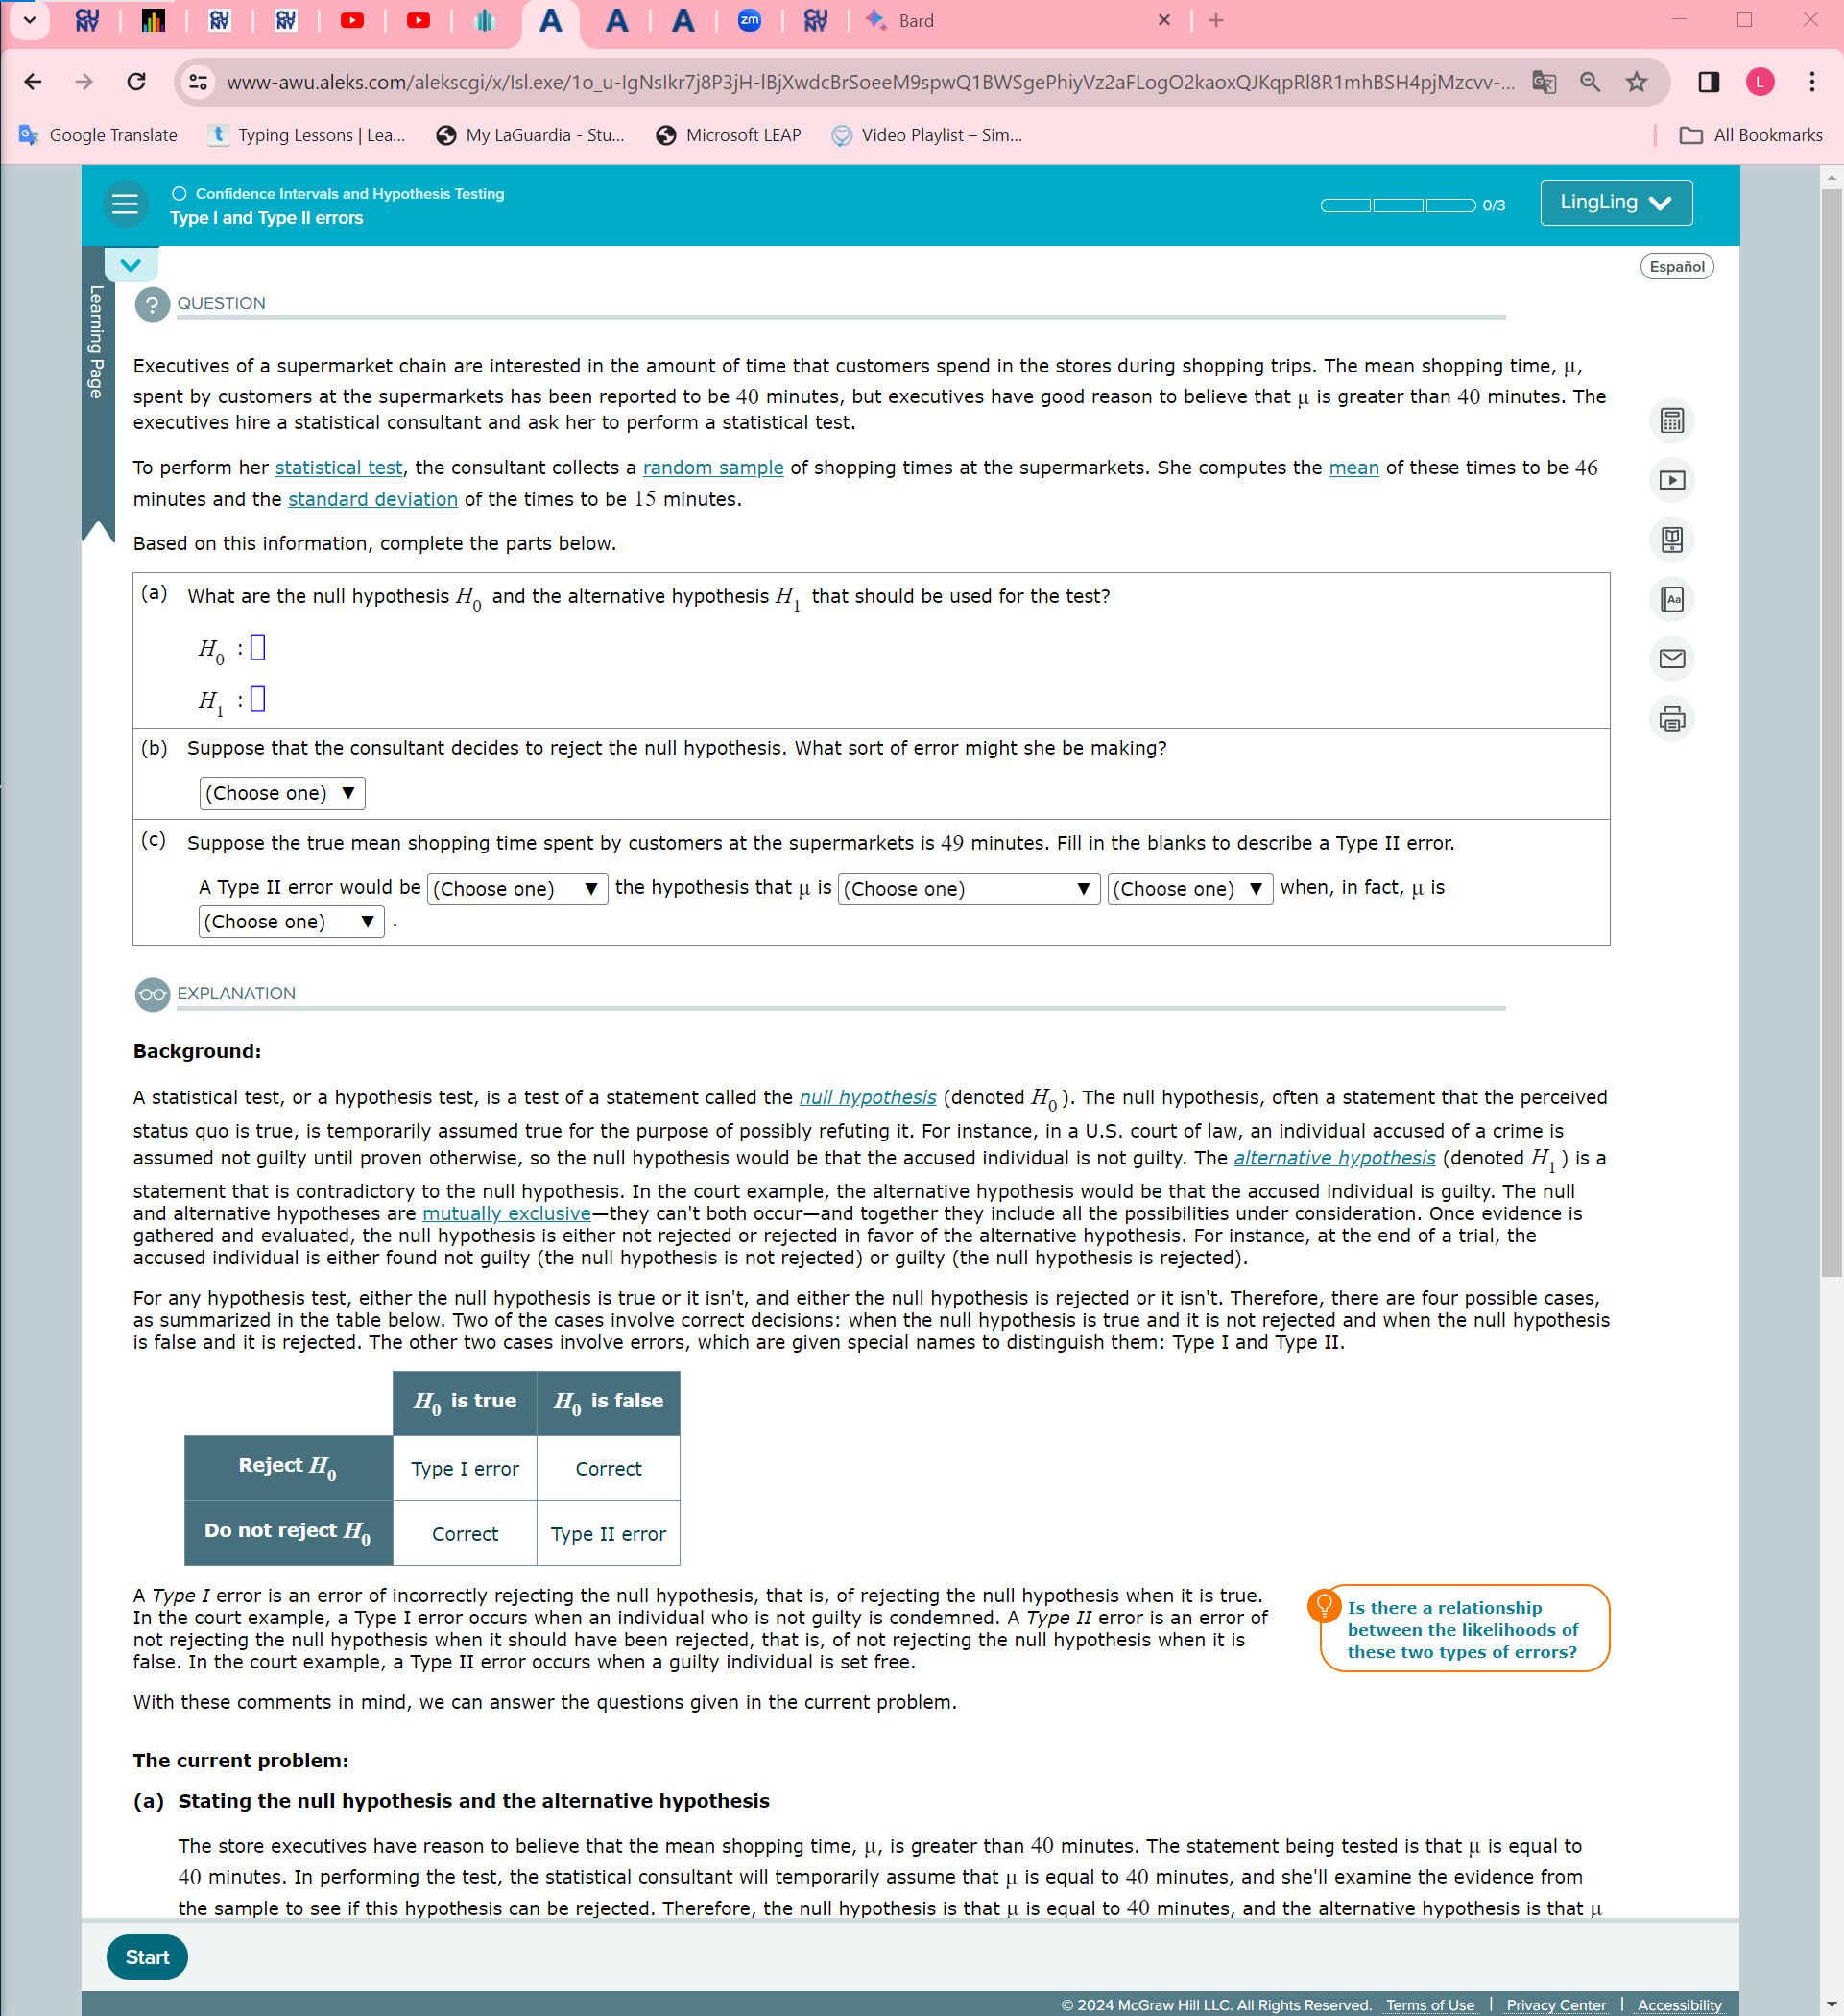 CU NY
CU NY
CU NY
A
A
A
zm
CU NY
Bard
www-awu.aleks.com/alekscgi/x/Isl.exe/1o_u-IgNsIkr7j8P3jH-lBjXwdcBrSoeeM9spwQ1BWSgePhiyVz2aFLogO2kaoxQJKqpRl8R1mhBSH4pjMzcvv-...
L
Google Translate
t Typing Lessons | Lea...
My LaGuardia - Stu...
Microsoft LEAP
Video Playlist – Sim...
All Bookmarks
Confidence Intervals and Hypothesis Testing
Type I and Type II errors
0/3
LingLing
Español
Learning Page
? QUESTION
Executives of a supermarket chain are interested in the amount of time that customers spend in the stores during shopping trips. The mean shopping time, μ,
spent by customers at the supermarkets has been reported to be 40 minutes, but executives have good reason to believe that μ is greater than 40 minutes. The
executives hire a statistical consultant and ask her to perform a statistical test.
To perform her statistical test, the consultant collects a random sample of shopping times at the supermarkets. She computes the mean of these times to be 46
minutes and the standard deviation of the times to be 15 minutes.
Based on this information, complete the parts below.
(a) What are the null hypothesis H0 and the alternative hypothesis H1 that should be used for the test?
H0 :
H1 :
(b) Suppose that the consultant decides to reject the null hypothesis. What sort of error might she be making?
(Choose one) ▼
(c) Suppose the true mean shopping time spent by customers at the supermarkets is 49 minutes. Fill in the blanks to describe a Type II error.
A Type II error would be (Choose one) ▼ the hypothesis that μ is (Choose one) ▼ (Choose one) ▼ when, in fact, μ is
(Choose one) ▼ .
Aa
EXPLANATION
Background:
A statistical test, or a hypothesis test, is a test of a statement called the null hypothesis (denoted H0). The null hypothesis, often a statement that the perceived
status quo is true, is temporarily assumed true for the purpose of possibly refuting it. For instance, in a U.S. court of law, an individual accused of a crime is
assumed not guilty until proven otherwise, so the null hypothesis would be that the accused individual is not guilty. The alternative hypothesis (denoted H1) is a
statement that is contradictory to the null hypothesis. In the court example, the alternative hypothesis would be that the accused individual is guilty. The null
and alternative hypotheses are mutually exclusive—they can't both occur—and together they include all the possibilities under consideration. Once evidence is
gathered and evaluated, the null hypothesis is either not rejected or rejected in favor of the alternative hypothesis. For instance, at the end of a trial, the
accused individual is either found not guilty (the null hypothesis is not rejected) or guilty (the null hypothesis is rejected).
For any hypothesis test, either the null hypothesis is true or it isn't, and either the null hypothesis is rejected or it isn't. Therefore, there are four possible cases,
as summarized in the table below. Two of the cases involve correct decisions: when the null hypothesis is true and it is not rejected and when the null hypothesis
is false and it is rejected. The other two cases involve errors, which are given special names to distinguish them: Type I and Type II.
H0 is true H0 is false
Reject H0 Type I error Correct
Do not reject H0 Correct Type II error
A Type I error is an error of incorrectly rejecting the null hypothesis, that is, of rejecting the null hypothesis when it is true.
In the court example, a Type I error occurs when an individual who is not guilty is condemned. A Type II error is an error of
not rejecting the null hypothesis when it should have been rejected, that is, of not rejecting the null hypothesis when it is
false. In the court example, a Type II error occurs when a guilty individual is set free.
Is there a relationship
between the likelihoods of
these two types of errors?
With these comments in mind, we can answer the questions given in the current problem.
The current problem:
(a) Stating the null hypothesis and the alternative hypothesis
The store executives have reason to believe that the mean shopping time, μ, is greater than 40 minutes. The statement being tested is that μ is equal to
40 minutes. In performing the test, the statistical consultant will temporarily assume that μ is equal to 40 minutes, and she'll examine the evidence from
the sample to see if this hypothesis can be rejected. Therefore, the null hypothesis is that μ is equal to 40 minutes, and the alternative hypothesis is that μ
Start
© 2024 McGraw Hill LLC. All Rights Reserved. Terms of Use | Privacy Center | Accessibility